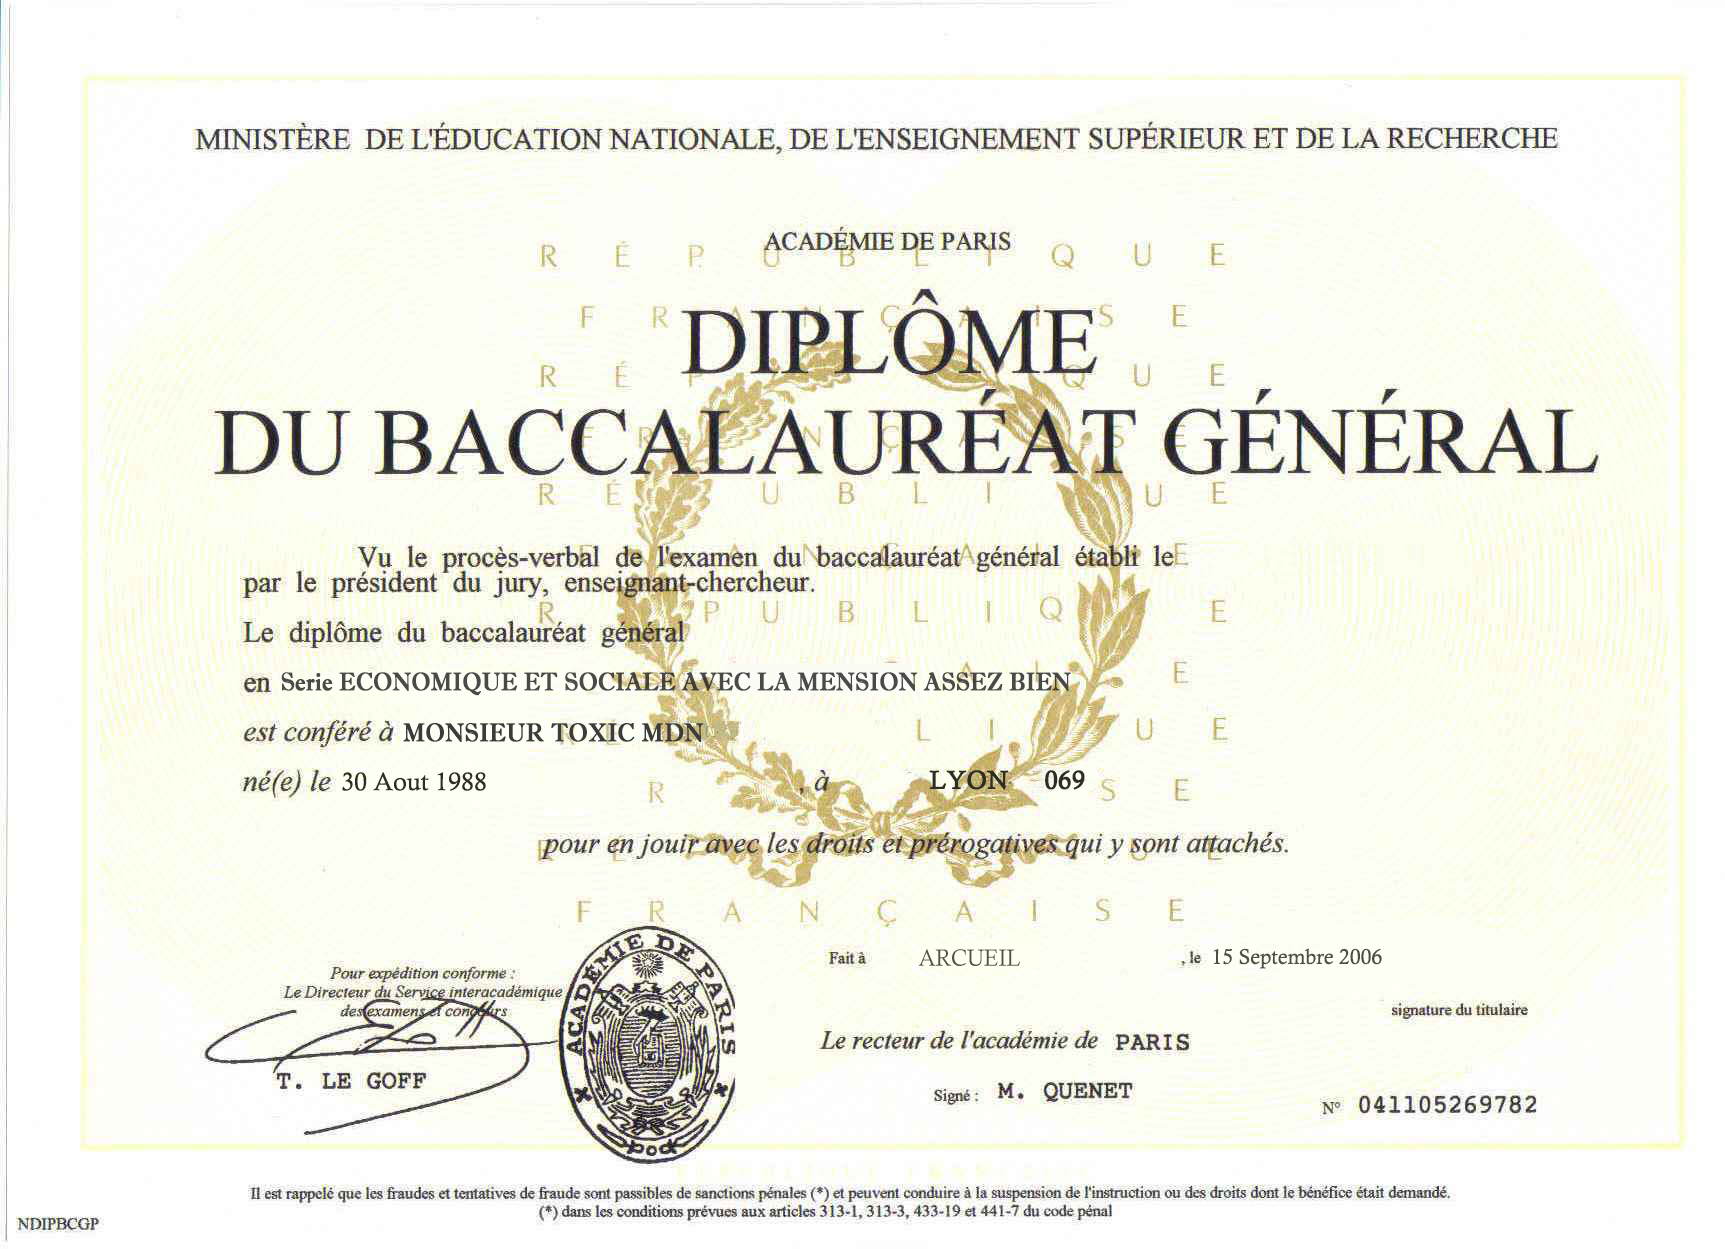 MINISTÈRE DE L'ÉDUCATION NATIONALE, DE L'ENSEIGNEMENT SUPÉRIEUR ET DE LA RECHERCHE
ACADÉMIE DE PARIS
RÉPUBLIQUE
FRANÇAISE
DIPLÔME
DU BACCALAURÉAT GÉNÉRAL
Vu le procès-verbal de l'examen du baccalauréat général établi le
par le président du jury, enseignant-chercheur.
Le diplôme du baccalauréat général
en Serie ECONOMIQUE ET SOCIALE AVEC LA MENSION ASSEZ BIEN
est conféré à MONSIEUR TOXIC MDN
né(e) le 30 Aout 1988 , à LYON 069
pour en jouir avec les droits et prérogatives qui y sont attachés.
FRANÇAISE
Fait à ARCUEIL , le 15 Septembre 2006
Pour expédition conforme :
Le Directeur du Service interacadémique
des examens et concours
T. LE GOFF
ACADÉMIE DE PARIS
signature du titulaire
Le recteur de l'académie de PARIS
Signé : M. QUENET
N° 041105269782
Il est rappelé que les fraudes et tentatives de fraude sont passibles de sanctions pénales (*) et peuvent conduire à la suspension de l'instruction ou des droits dont le bénéfice était demandé.
(*) dans les conditions prévues aux articles 313-1, 313-3, 433-19 et 441-7 du code pénal
NDIPBCGP